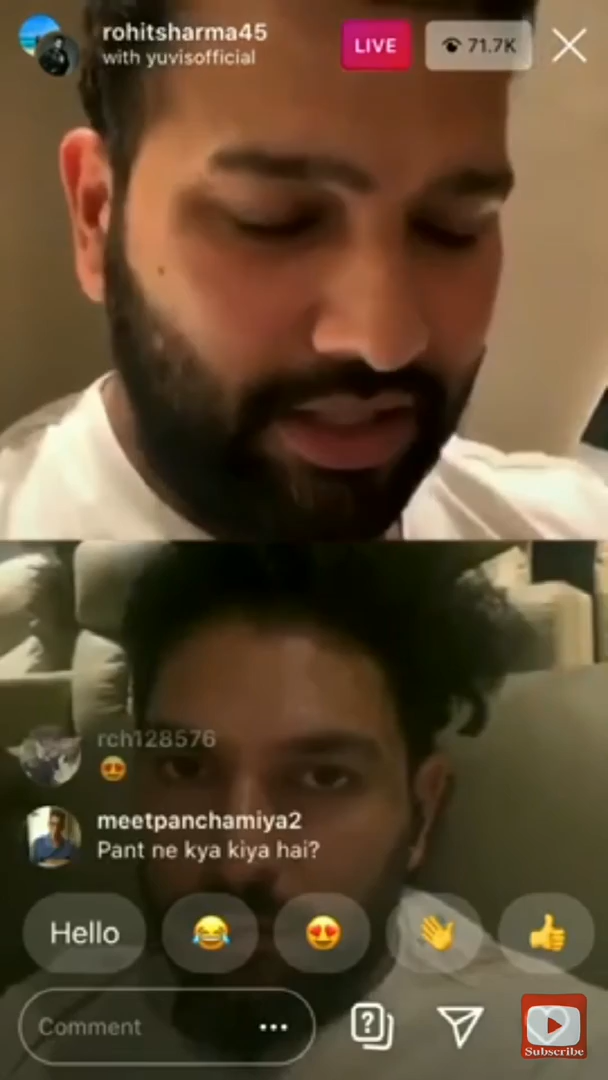 rohitsharma45
with yuvisofficial
LIVE
71.7K
rch128576
😍
meetpanchamiya2
Pant ne kya kiya hai?
Hello 😂 😍 👋 👍
Comment
Subscribe